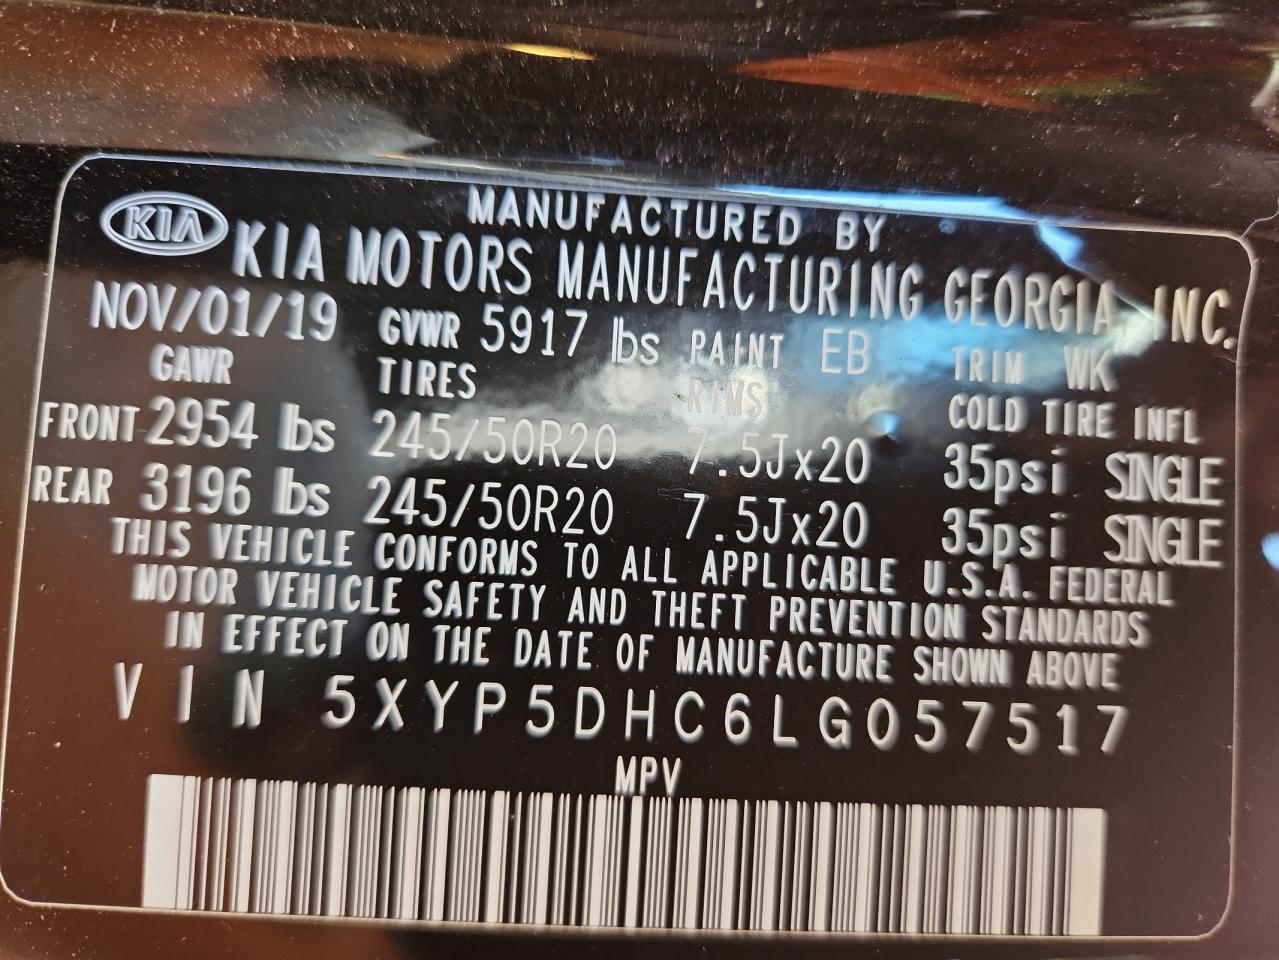 KIA
MANUFACTURED BY
KIA MOTORS MANUFACTURING GEORGIA, INC.
NOV/01/19 GVWR 5917 lbs PAINT EB TRIM WK
GAWR TIRES RIMS COLD TIRE INFL
FRONT 2954 lbs 245/50R20 7.5Jx20 35psi SINGLE
REAR 3196 lbs 245/50R20 7.5Jx20 35psi SINGLE
THIS VEHICLE CONFORMS TO ALL APPLICABLE U.S.A. FEDERAL
MOTOR VEHICLE SAFETY AND THEFT PREVENTION STANDARDS
IN EFFECT ON THE DATE OF MANUFACTURE SHOWN ABOVE
VIN 5XYP5DHC6LG057517
MPV